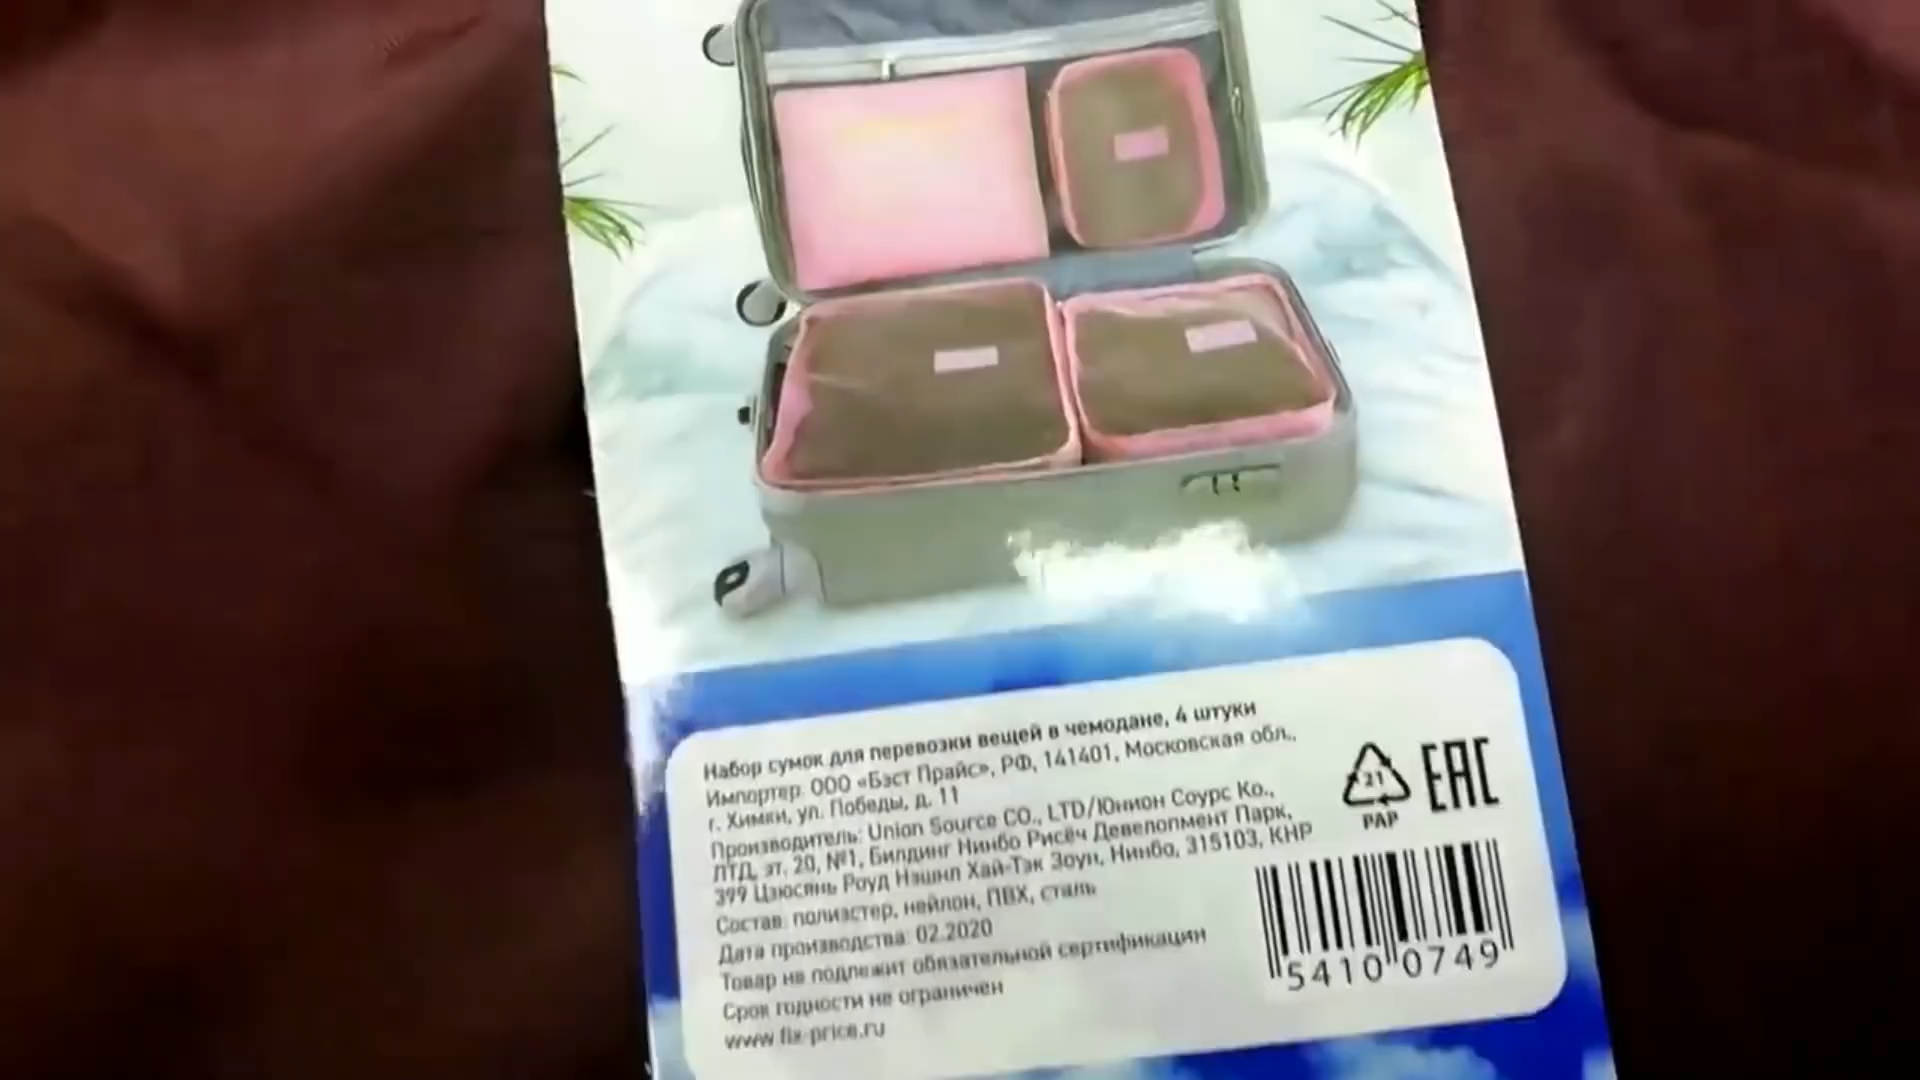 Набор сумок для перевозки вещей в чемодане, 4 штуки
Импортер: ООО «Бэст Прайс», РФ, 141401, Московская обл.,
г. Химки, ул. Победы, д. 11
Производитель: Union Source CO., LTD/Юнион Соурс Ко.,
ЛТД, эт. 20, №1, Билдинг Нинбо Рисёч Девелопмент Парк,
399 Цзюсянь Роуд Нэшнл Хай-Тэк Зоун, Нинбо, 315103, КНР
Состав: полиэстер, нейлон, ПВХ, сталь
Дата производства: 02.2020
Товар не подлежит обязательной сертификации
Срок годности не ограничен
www.fix-price.ru
21
PAP
EAC
5410 0749